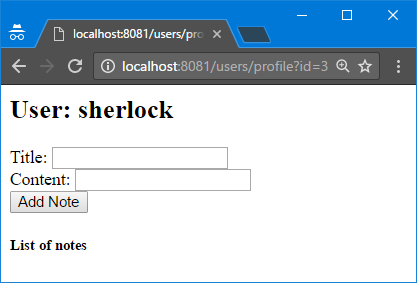 localhost:8081/users/pro
localhost:8081/users/profile?id=3
User: sherlock
Title:
Content:
Add Note
List of notes